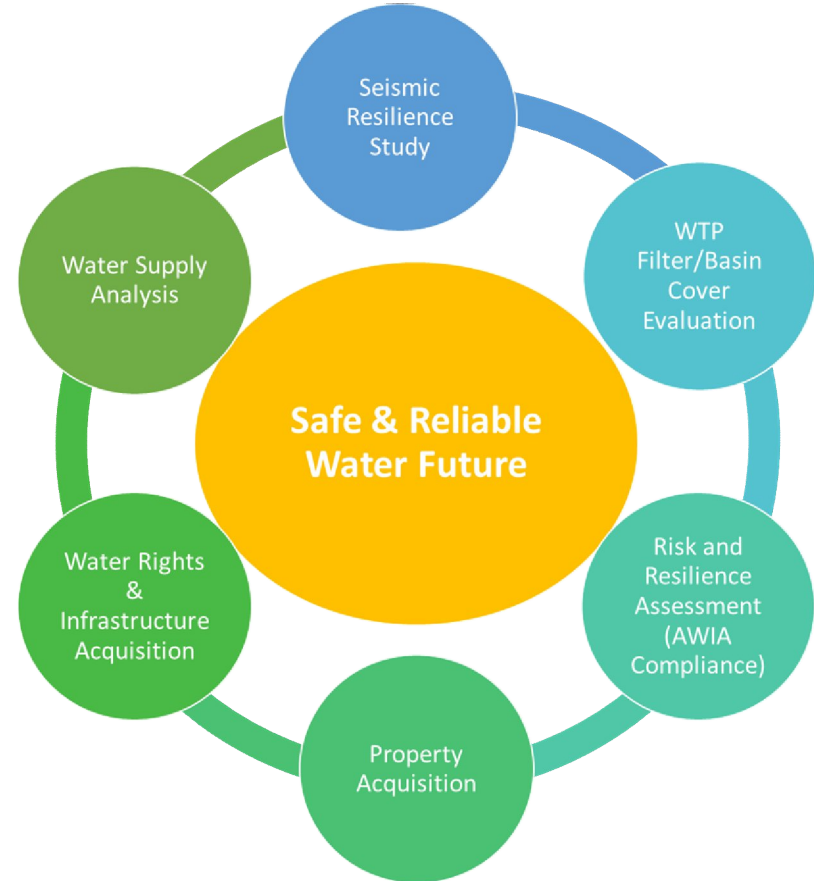 Seismic
Resilience
Study
WTP
Filter/Basin
Cover
Evaluation
Risk and
Resilience
Assessment
(AWIA
Compliance)
Property
Acquisition
Water Rights
&
Infrastructure
Acquisition
Water Supply
Analysis
Safe & Reliable
Water Future